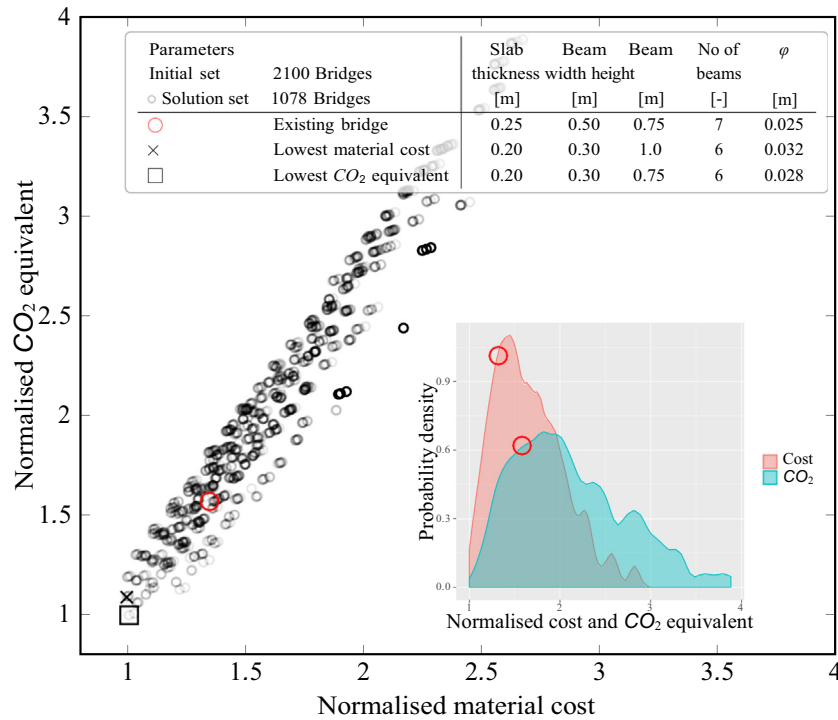 4
3.5
3
2.5
2
1.5
1
Normalised CO₂ equivalent
Parameters Slab Beam Beam No of φ
Initial set 2100 Bridges thickness width height beams
Solution set 1078 Bridges [m] [m] [m] [-] [m]
Existing bridge 0.25 0.50 0.75 7 0.025
Lowest material cost 0.20 0.30 1.0 6 0.032
Lowest CO₂ equivalent 0.20 0.30 0.75 6 0.028
0.9
0.6
0.3
0.0
Probability density
1 2 3 4
Normalised cost and CO₂ equivalent
Cost
CO₂
1 1.5 2 2.5 3 3.5 4
Normalised material cost